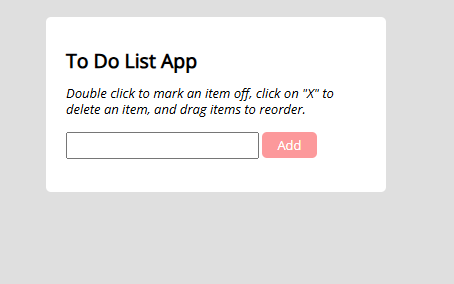 To Do List App
Double click to mark an item off, click on "X" to
delete an item, and drag items to reorder.
Add